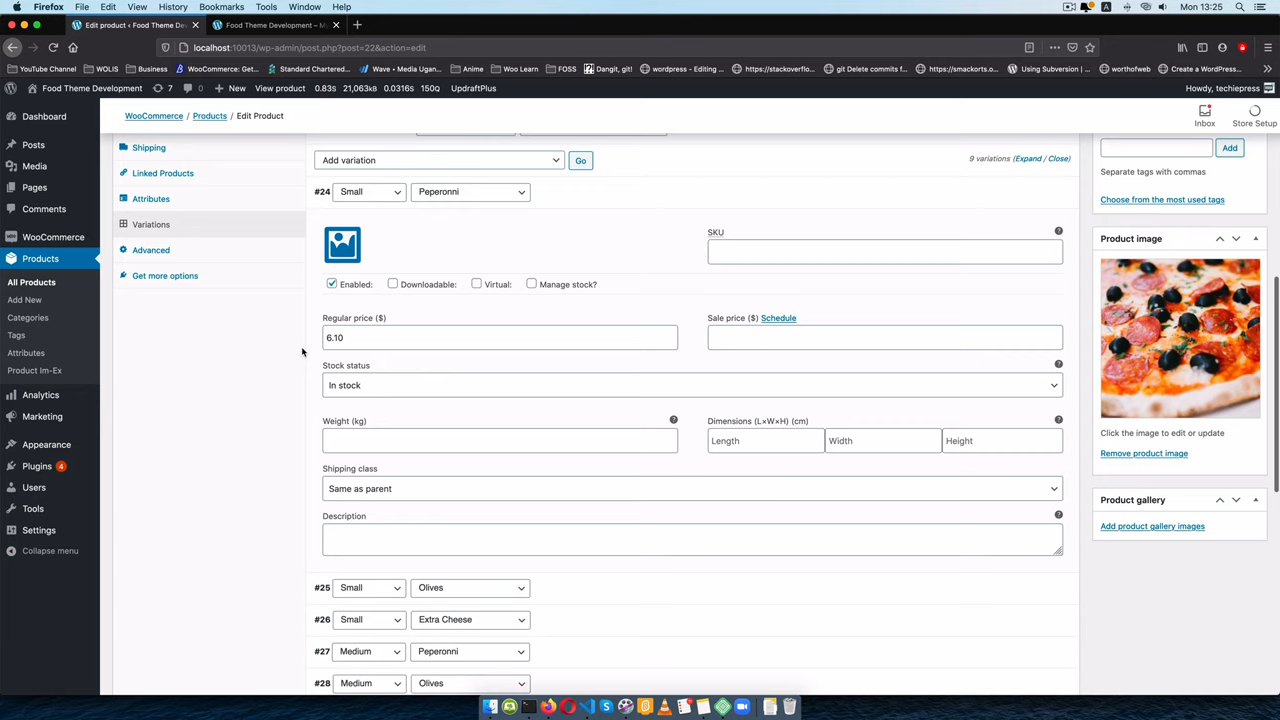 Firefox File Edit View History Bookmarks Tools Window Help Mon 13:25
Edit product ‹ Food Theme De Food Theme Development –
localhost:10013/wp-admin/post.php?post=22&action=edit
YouTube Channel WOLIS Business WooCommerce: Get... Standard Chartered... Wave • Media Ugan... Anime Woo Learn FOSS Dangit, git! wordpress - Editing ... https://stackoverflo... git Delete commits f... https://smackorts.o... Using Subversion | ... worthofweb Create a WordPress...
Food Theme Development 7 0 New View product 0.83s 21,063KB 0.0316s 150Q UpdraftPlus Howdy, techiepress
WooCommerce / Products / Edit Product
Inbox
Store Setup
Dashboard
Posts
Media
Pages
Comments
WooCommerce
Products
All Products
Add New
Categories
Tags
Attributes
Product Im-Ex
Analytics
Marketing
Appearance
Plugins 4
Users
Tools
Settings
Collapse menu
Shipping
Linked Products
Attributes
Variations
Advanced
Get more options
Add variation Go 9 variations (Expand / Close)
#24 Small Peperonni
SKU
Enabled: Downloadable: Virtual: Manage stock?
Regular price ($) Sale price ($) Schedule
6.10
Stock status
In stock
Weight (kg) Dimensions (L×W×H) (cm)
Length Width Height
Shipping class
Same as parent
Description
#25 Small Olives
#26 Small Extra Cheese
#27 Medium Peperonni
#28 Medium Olives
Add
Separate tags with commas
Choose from the most used tags
Product image
Click the image to edit or update
Remove product image
Product gallery
Add product gallery images